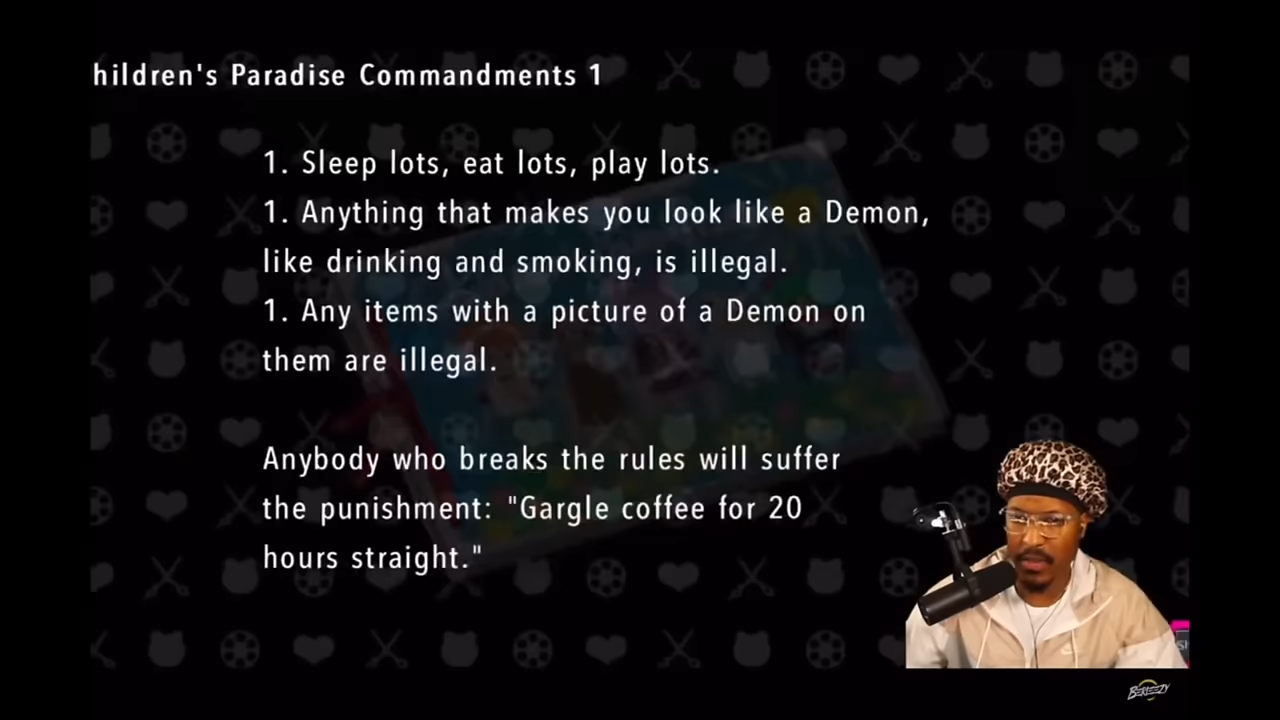 hildren's Paradise Commandments 1
1. Sleep lots, eat lots, play lots.
1. Anything that makes you look like a Demon,
like drinking and smoking, is illegal.
1. Any items with a picture of a Demon on
them are illegal.
Anybody who breaks the rules will suffer
the punishment: "Gargle coffee for 20
hours straight."
BEREEZY